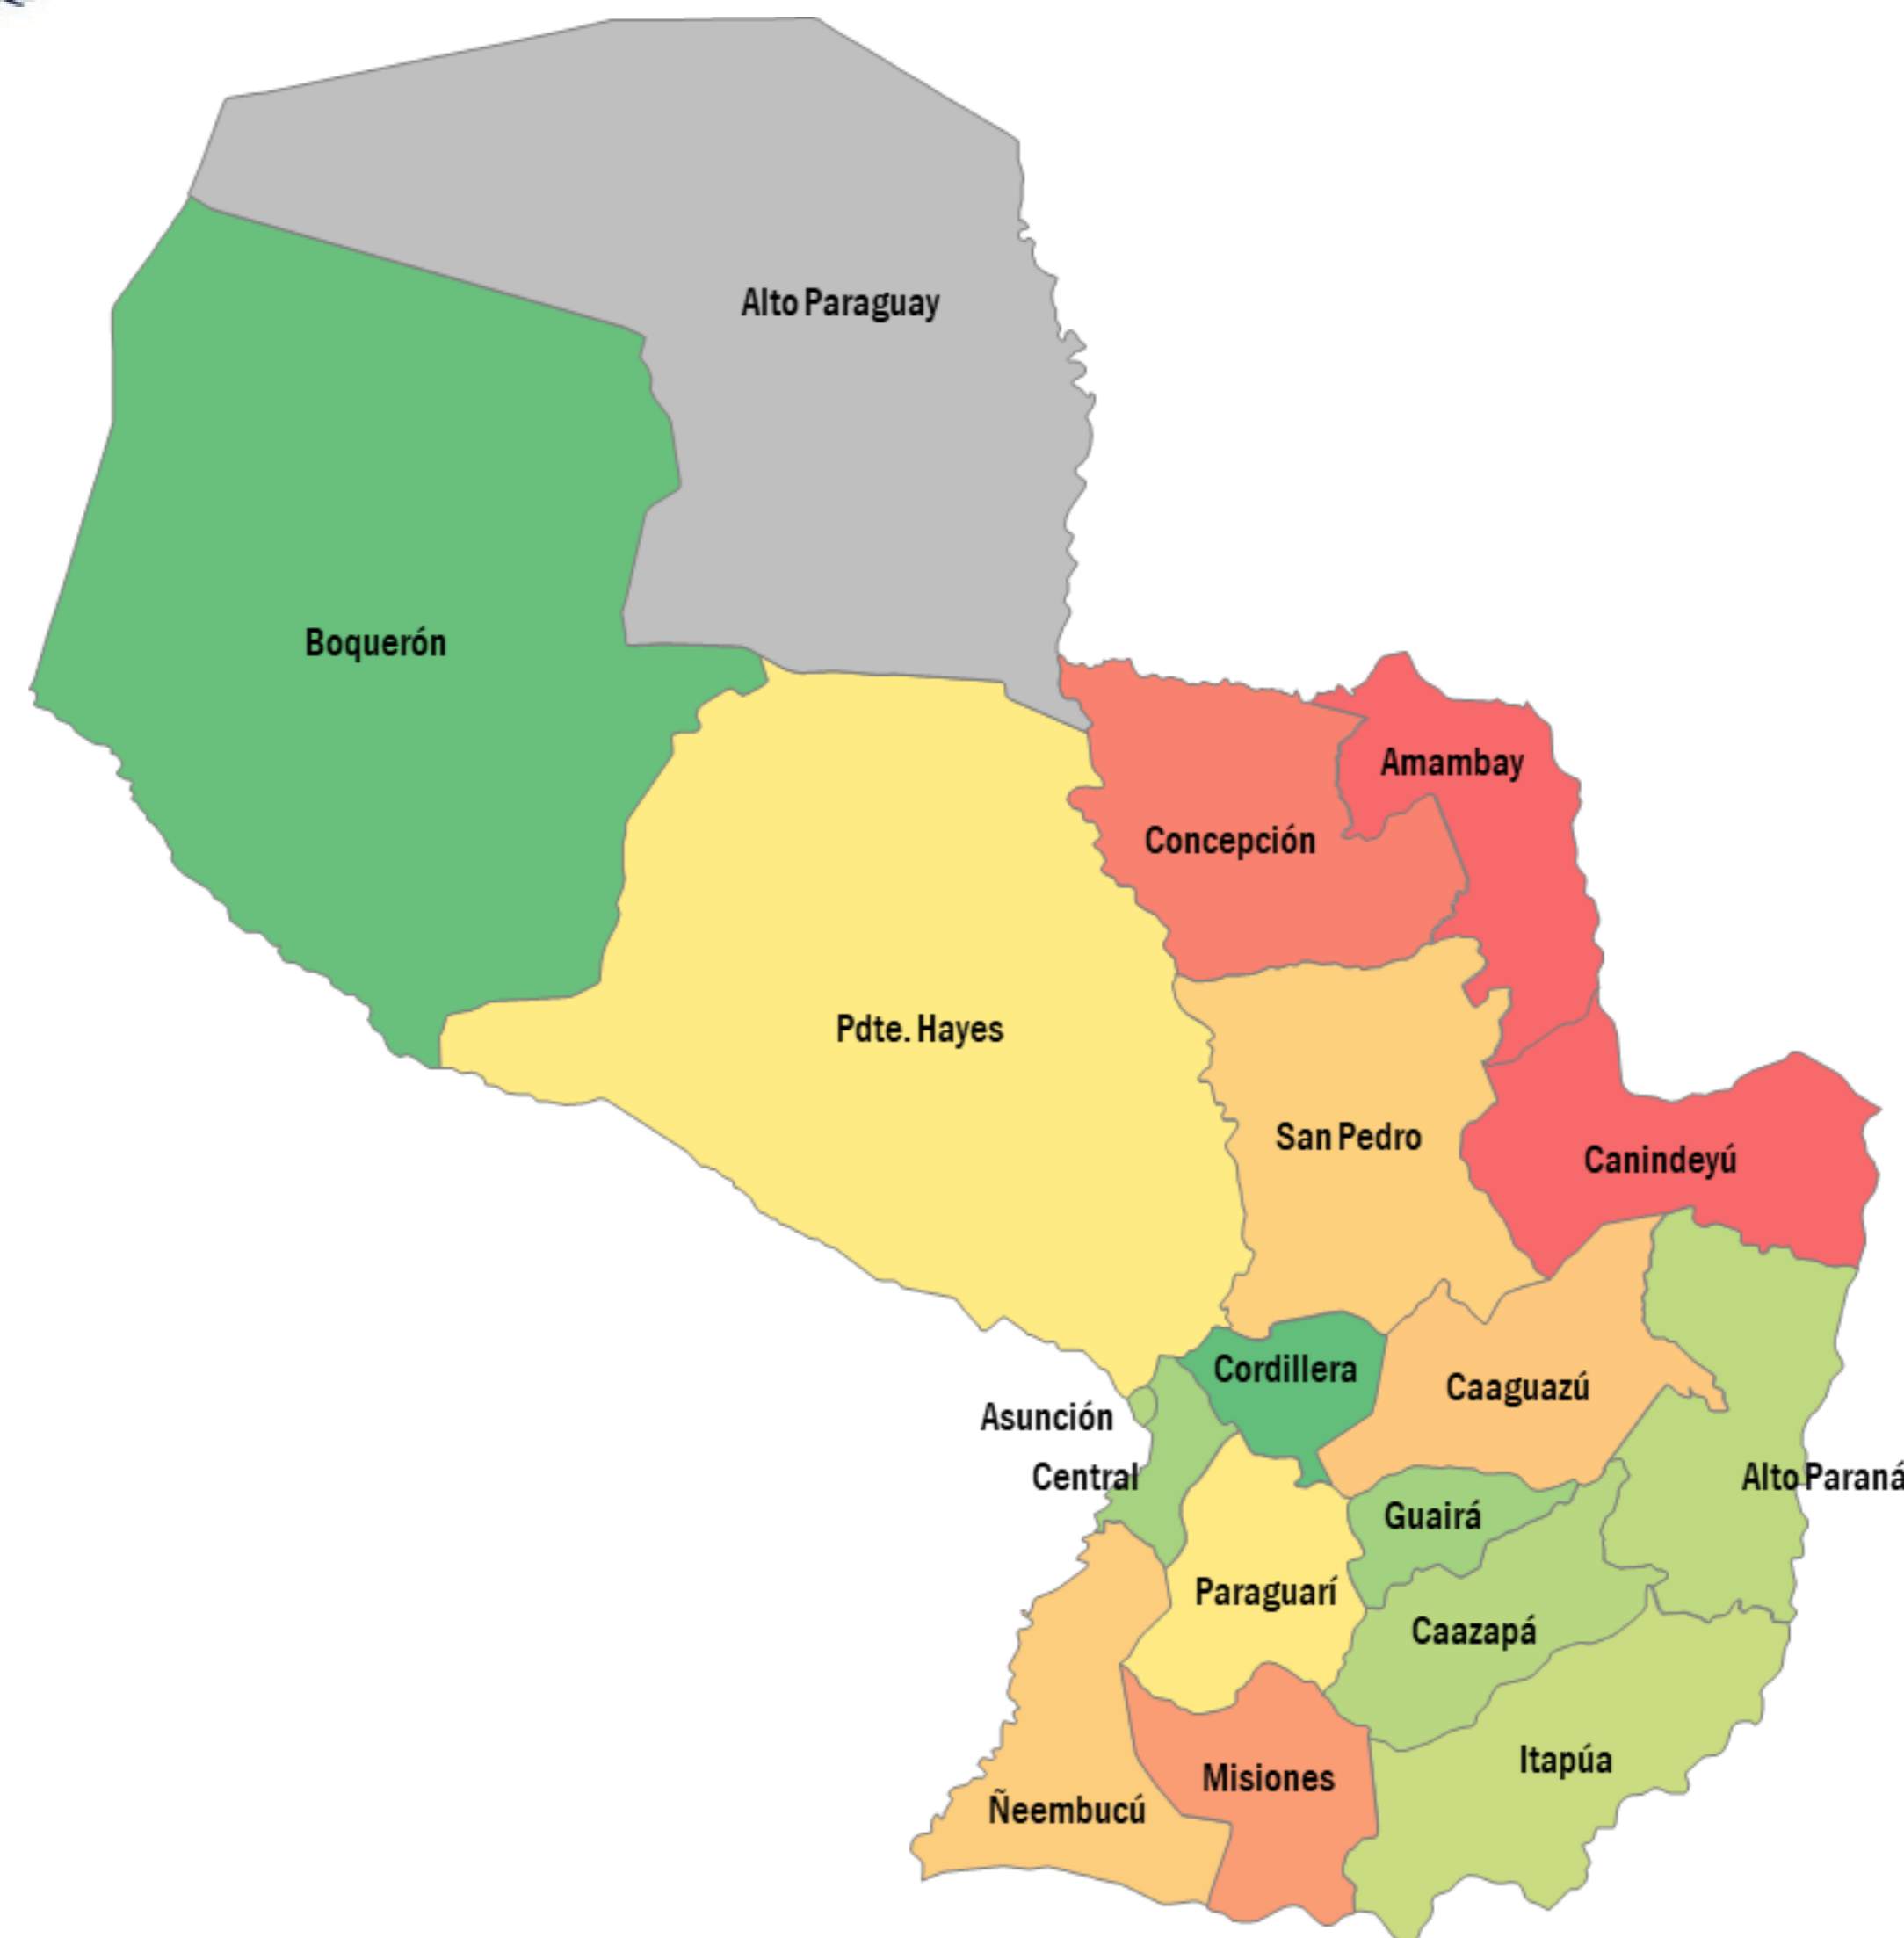 Alto Paraguay
Boquerón
Amambay
Concepción
Pdte. Hayes
San Pedro
Canindeyú
Cordillera
Caaguazú
Asunción
Central
Alto Paraná
Guairá
Paraguarí
Caazapá
Itapúa
Misiones
Ñeembucú